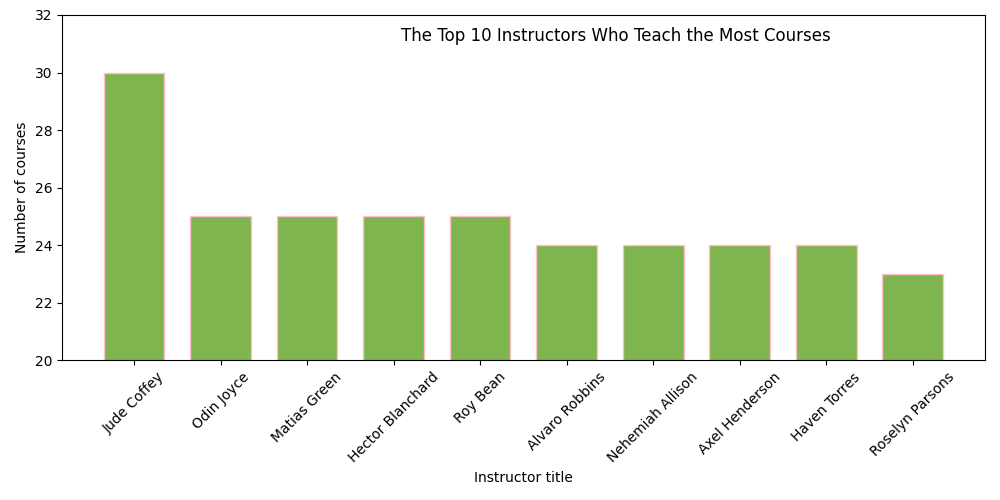 The Top 10 Instructors Who Teach the Most Courses
Number of courses
32
30
28
26
24
22
20
Jude Coffey
Odin Joyce
Matias Green
Hector Blanchard
Roy Bean
Alvaro Robbins
Nehemiah Allison
Axel Henderson
Haven Torres
Roselyn Parsons
Instructor title